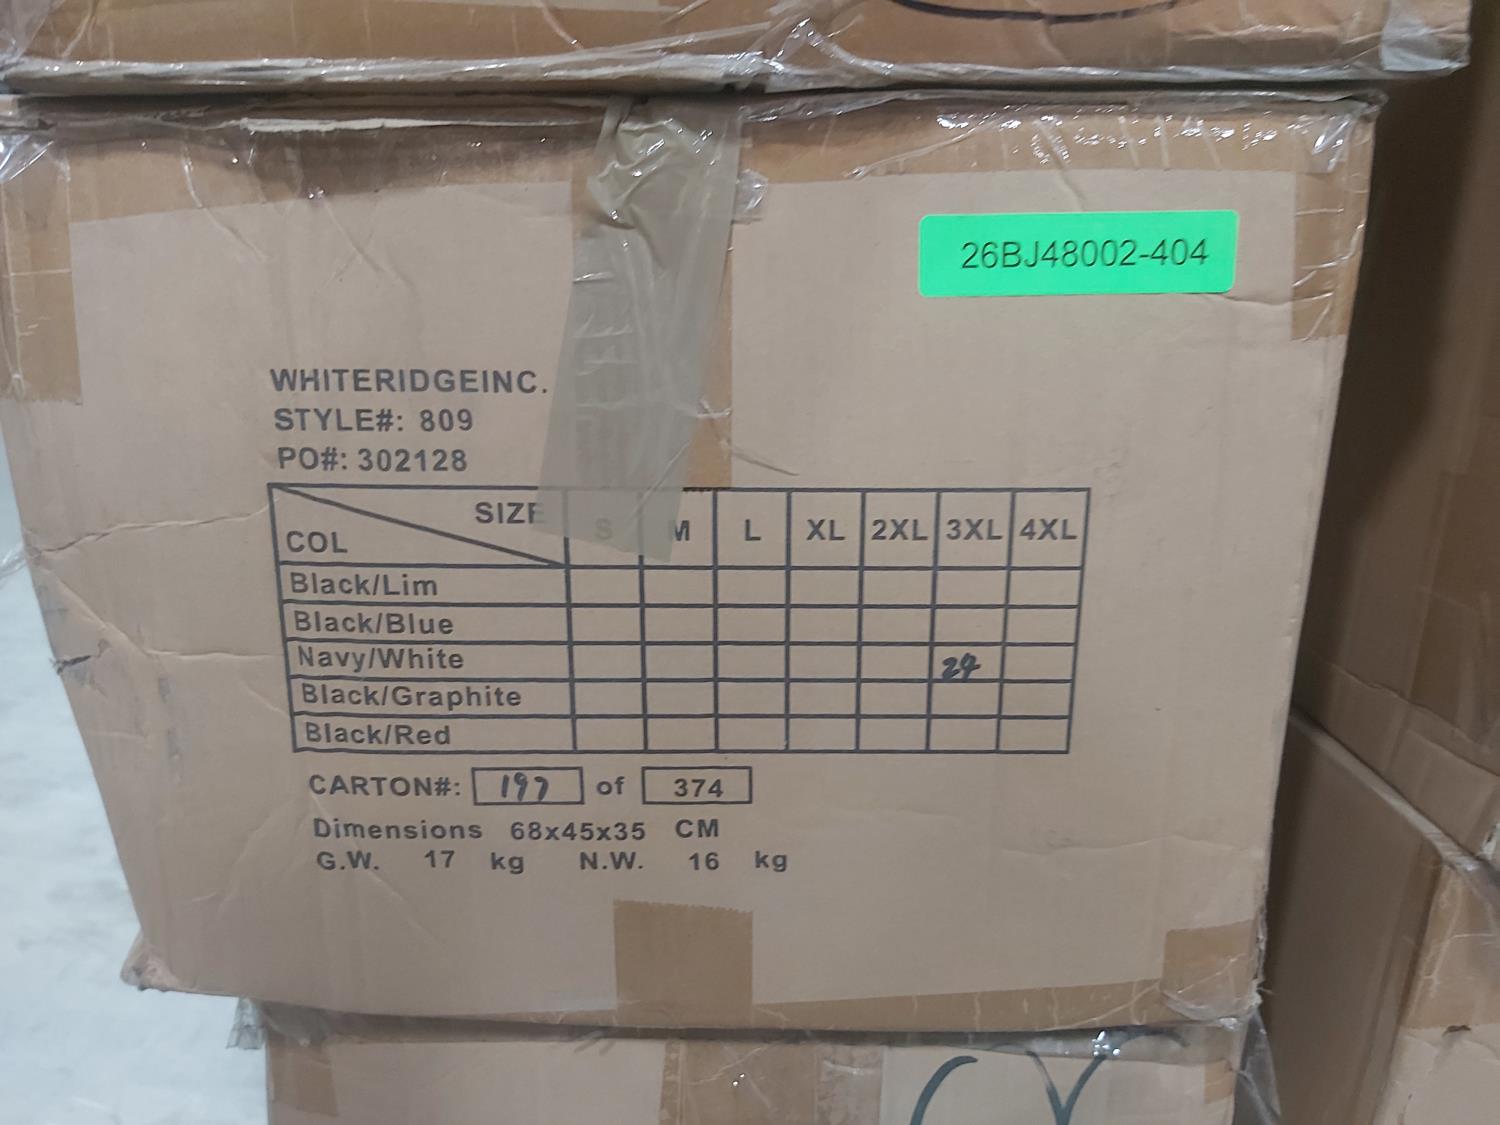 26BJ48002-404
WHITERIDGEINC.
STYLE#: 809
PO#: 302128
SIZE S M L XL 2XL 3XL 4XL
COL
Black/Lim
Black/Blue
Navy/White 24
Black/Graphite
Black/Red
CARTON#: 197 of 374
Dimensions 68x45x35 CM
G.W. 17 kg N.W. 16 kg